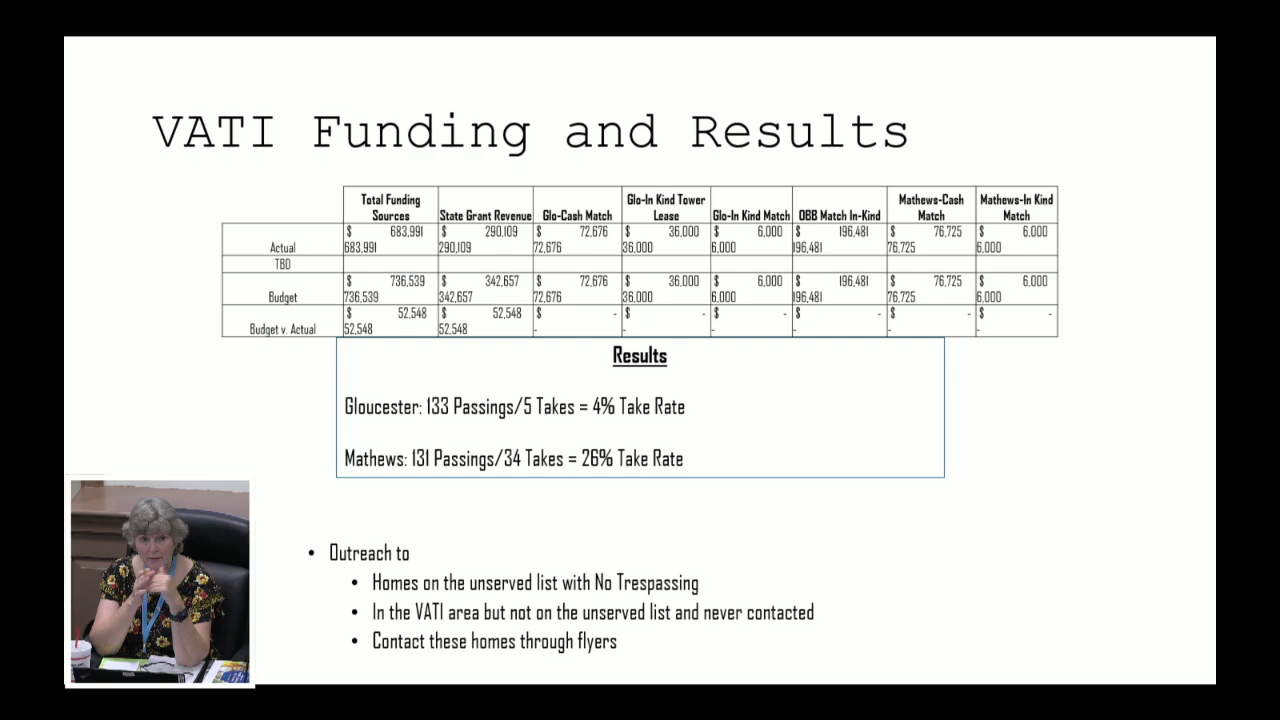 VATI Funding and Results
Total Funding Sources State Grant Revenue Glo-Cash Match Glo-In Kind Tower Lease Glo-In Kind Match OBB Match In-Kind Mathews-Cash Match Mathews-In Kind Match
$ 683,991 $ 290,109 $ 72,676 $ 36,000 $ 6,000 $ 196,481 $ 76,725 $ 6,000
Actual 683,991 290,109 72,676 36,000 6,000 196,481 76,725 6,000
TBD
$ 736,539 $ 342,657 $ 72,676 $ 36,000 $ 6,000 $ 196,481 $ 76,725 $ 6,000
Budget 736,539 342,657 72,676 36,000 6,000 196,481 76,725 6,000
$ 52,548 $ 52,548 $ - $ - $ - $ - $ - $ -
Budget v. Actual 52,548 52,548 - - - - - -
Results
Gloucester: 133 Passings/5 Takes = 4% Take Rate
Mathews: 131 Passings/34 Takes = 26% Take Rate
• Outreach to
• Homes on the unserved list with No Trespassing
• In the VATI area but not on the unserved list and never contacted
• Contact these homes through flyers